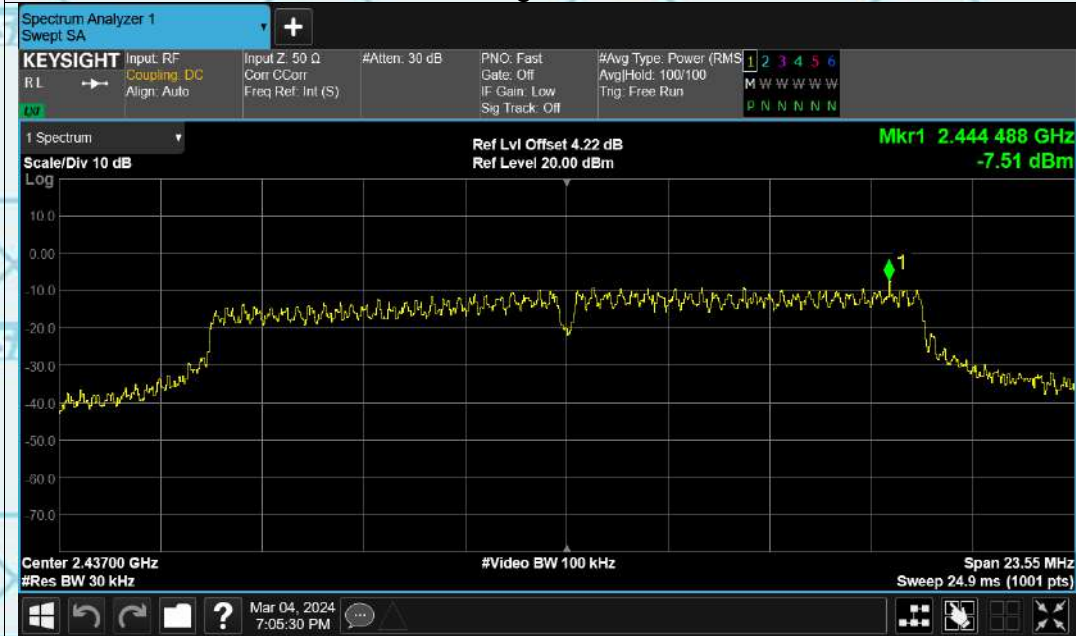 Spectrum Analyzer 1
Swept SA
+
KEYSIGHT
RL
LXI
Input: RF
Coupling: DC
Align: Auto
Input Z: 50 Ω
Corr CCorr
Freq Ref: Int (S)
#Atten: 30 dB
PNO: Fast
Gate: Off
IF Gain: Low
Sig Track: Off
#Avg Type: Power (RMS
Avg|Hold: 100/100
Trig: Free Run
1 2 3 4 5 6
M W W W W W
P N N N N N
1 Spectrum
Scale/Div 10 dB
Log
Ref Lvl Offset 4.22 dB
Ref Level 20.00 dBm
Mkr1 2.444 488 GHz
-7.51 dBm
10.0
0.00
-10.0
-20.0
-30.0
-40.0
-50.0
-60.0
-70.0
1
Center 2.43700 GHz
#Res BW 30 kHz
#Video BW 100 kHz
Span 23.55 MHz
Sweep 24.9 ms (1001 pts)
?
Mar 04, 2024
7:05:30 PM